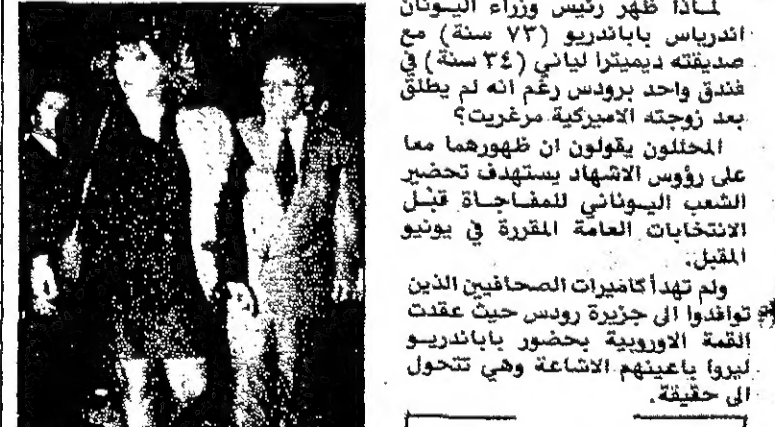 لماذا ظهر رئيس وزراء اليونان
اندرياس باباندريو (٧٣ سنة) مع
صديقته ديميترا لياني (٣٤ سنة) في
فندق واحد برودس رغم انه لم يطلق
بعد زوجته الاميركية مرغريت؟
المحللون يقولون ان ظهورهما معا
على رؤوس الاشهاد يستهدف تحضير
الشعب اليوناني للمفاجأة قبل
الانتخابات العامة المقررة في يونيو
المقبل.
ولم تهدأ كاميرات الصحافيين الذين
توافدوا الى جزيرة رودس حيث عقدت
القمة الاوروبية بحضور باباندريو
ليروا باعينهم الاشاعة وهي تتحول
الى حقيقة.